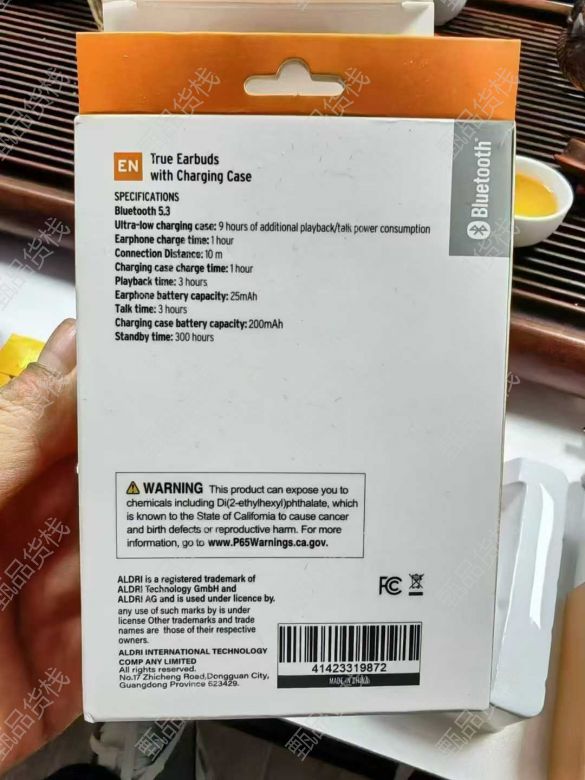 EN
True Earbuds
with Charging Case
SPECIFICATIONS
Bluetooth 5.3
Ultra-low charging case: 9 hours of additional playback/talk power consumption
Earphone charge time: 1 hour
Connection Distance: 10 m
Charging case charge time: 1 hour
Playback time: 3 hours
Earphone battery capacity: 25mAh
Talk time: 3 hours
Charging case battery capacity: 200mAh
Standby time: 300 hours
Bluetooth®
WARNING This product can expose you to
chemicals including Di(2-ethylhexyl)phthalate, which
is known to the State of California to cause cancer
and birth defects or reproductive harm. For more
information, go to www.P65Warnings.ca.gov.
ALDRI is a registered trademark of
ALDRI Technology GmbH and
ALDRI AG and is used under licence by.
any use of such marks by is under
license Other trademarks and trade
names are those of their respective
owners.
ALDRI INTERNATIONAL TECHNOLOGY
COMP ANY LIMITED
All rights reserved.
No.17 Zhicheng Road,Dongguan City,
Guangdong Province 523429.
FC
41423319872
MADE IN CHINA
甄品货栈